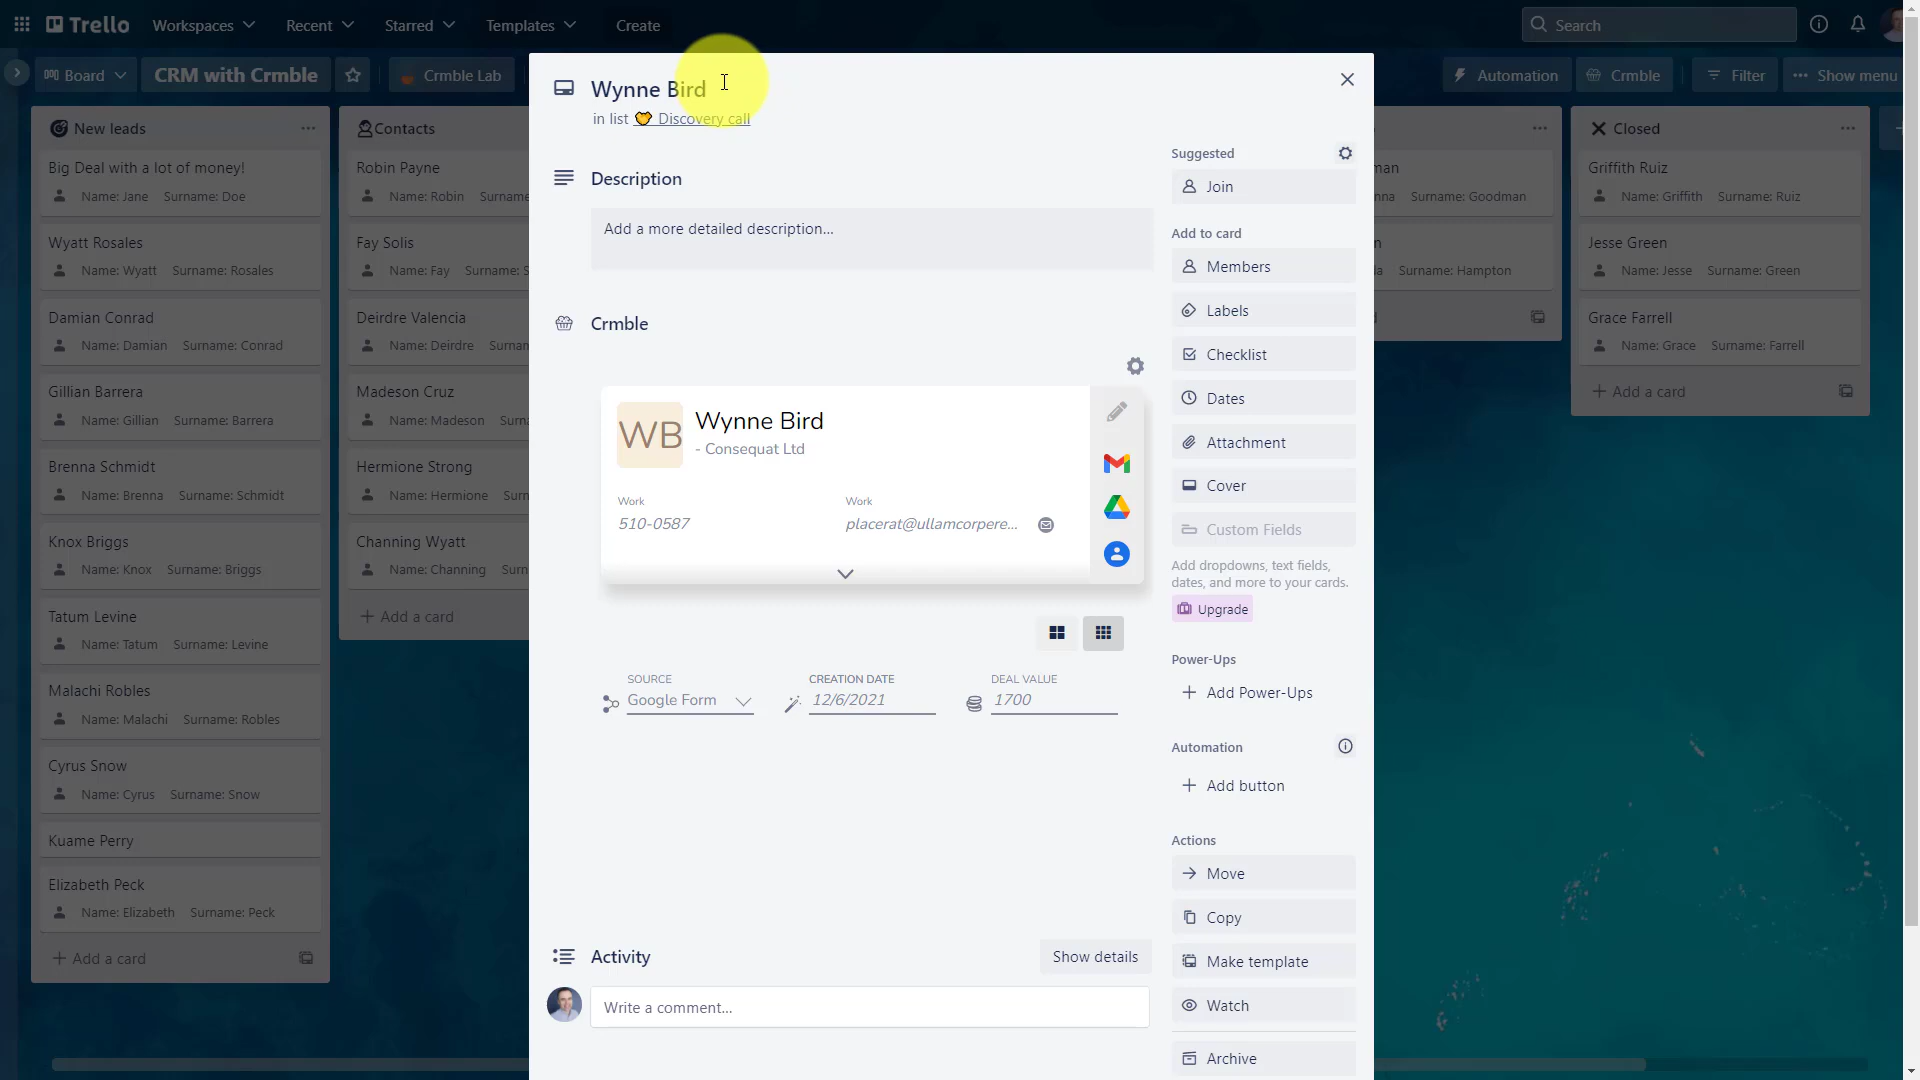 Trello
Workspaces
Recent
Starred
Templates
Create
Search
Board
CRM with Crmble
Crmble Lab
Automation
Crmble
Filter
Show menu
New leads
Big Deal with a lot of money!
Name: Jane Surname: Doe
Wyatt Rosales
Name: Wyatt Surname: Rosales
Damian Conrad
Name: Damian Surname: Conrad
Gillian Barrera
Name: Gillian Surname: Barrera
Brenna Schmidt
Name: Brenna Surname: Schmidt
Knox Briggs
Name: Knox Surname: Briggs
Tatum Levine
Name: Tatum Surname: Levine
Malachi Robles
Name: Malachi Surname: Robles
Cyrus Snow
Name: Cyrus Surname: Snow
Kuame Perry
Elizabeth Peck
Name: Elizabeth Surname: Peck
Add a card
Contacts
Robin Payne
Name: Robin Surname
Fay Solis
Name: Fay Surname: S
Deirdre Valencia
Name: Deirdre Surnan
Madeson Cruz
Name: Madeson Surn
Hermione Strong
Name: Hermione Surn
Channing Wyatt
Name: Channing Surn
Add a card
Wynne Bird
in list Discovery call
Description
Add a more detailed description...
Crmble
WB
Wynne Bird
- Consequat Ltd
Work
510-0587
Work
placerat@ullamcorpere...
SOURCE
Google Form
CREATION DATE
12/6/2021
DEAL VALUE
1700
Activity
Show details
Write a comment...
Suggested
Join
Add to card
Members
Labels
Checklist
Dates
Attachment
Cover
Custom Fields
Add dropdowns, text fields,
dates, and more to your cards.
Upgrade
Power-Ups
Add Power-Ups
Automation
Add button
Actions
Move
Copy
Make template
Watch
Archive
man
nna Surname: Goodman
n
la Surname: Hampton
d
Closed
Griffith Ruiz
Name: Griffith Surname: Ruiz
Jesse Green
Name: Jesse Surname: Green
Grace Farrell
Name: Grace Surname: Farrell
Add a card